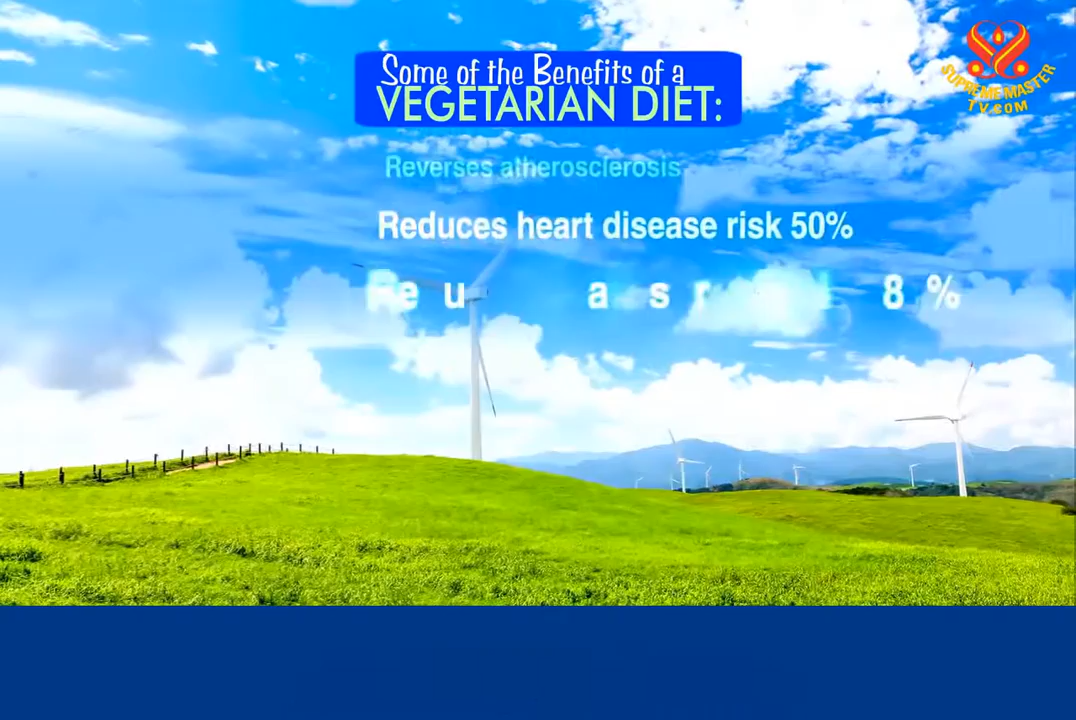 Some of the Benefits of a
VEGETARIAN DIET:
SUPREME MASTER
TV.COM
Reverses atherosclerosis
Reduces heart disease risk 50%